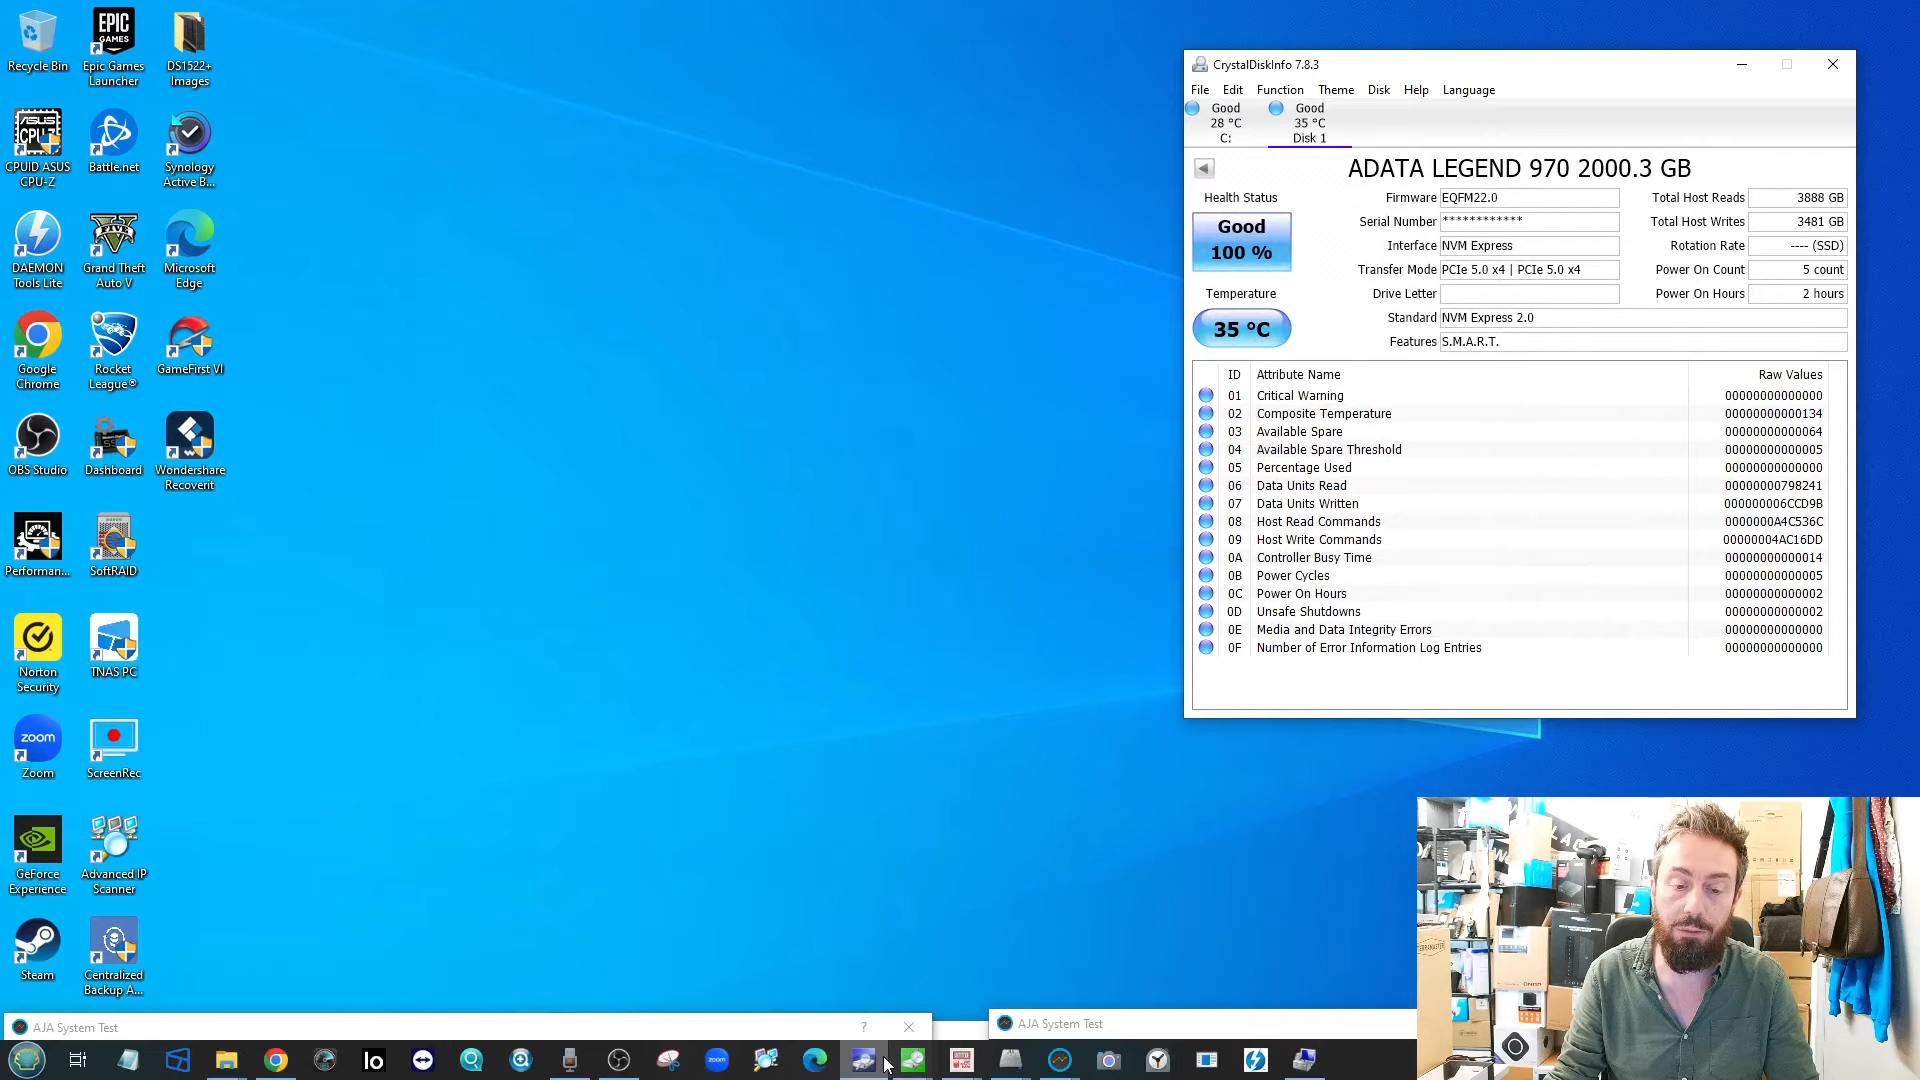 Recycle Bin
Epic Games
Launcher
DS1522+
Images
CPUID ASUS
CPU-Z
Battle.net
Synology
Active B...
DAEMON
Tools Lite
Grand Theft
Auto V
Microsoft
Edge
Google
Chrome
Rocket
League®
GameFirst VI
OBS Studio
Dashboard
Wondershare
Recoverit
Performan...
SoftRAID
Norton
Security
TNAS PC
Zoom
ScreenRec
GeForce
Experience
Advanced IP
Scanner
Steam
Centralized
Backup A...
CrystalDiskInfo 7.8.3
File Edit Function Theme Disk Help Language
Good
28 °C
C:
Good
35 °C
Disk 1
ADATA LEGEND 970 2000.3 GB
Health Status
Good
100 %
Temperature
35 °C
Firmware EQFM22.0
Serial Number ************
Interface NVM Express
Transfer Mode PCIe 5.0 x4 | PCIe 5.0 x4
Drive Letter
Standard NVM Express 2.0
Features S.M.A.R.T.
Total Host Reads 3888 GB
Total Host Writes 3481 GB
Rotation Rate ---- (SSD)
Power On Count 5 count
Power On Hours 2 hours
ID Attribute Name Raw Values
01 Critical Warning 00000000000000
02 Composite Temperature 00000000000134
03 Available Spare 00000000000064
04 Available Spare Threshold 00000000000005
05 Percentage Used 00000000000000
06 Data Units Read 00000000798241
07 Data Units Written 000000006CCD9B
08 Host Read Commands 0000000A4C536C
09 Host Write Commands 00000004AC16DD
0A Controller Busy Time 00000000000014
0B Power Cycles 00000000000005
0C Power On Hours 00000000000002
0D Unsafe Shutdowns 00000000000002
0E Media and Data Integrity Errors 00000000000000
0F Number of Error Information Log Entries 00000000000000
AJA System Test ?
AJA System Test
EPIC
GAMES
ASUS
CPU-Z
FIVE
zoom
Io
zoom